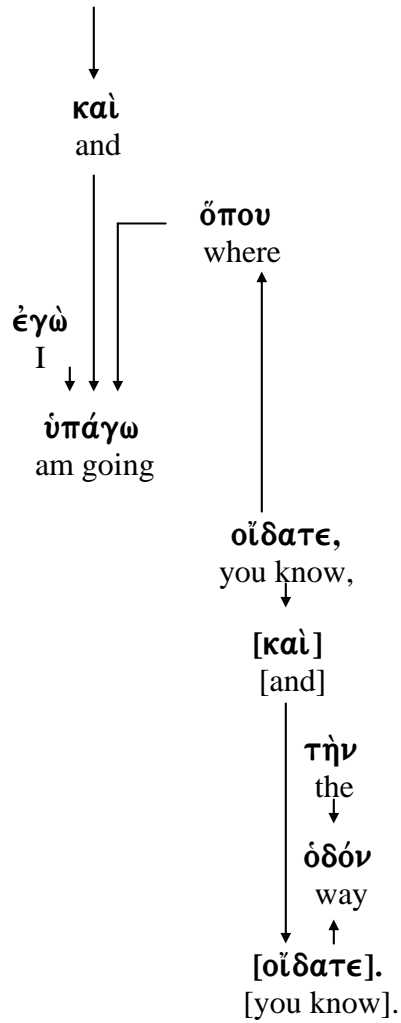 καὶ
and
ὅπου
where
ἐγὼ
I
ὑπάγω
am going
οἴδατε,
you know,
[καὶ]
[and]
τὴν
the
ὁδόν
way
[οἴδατε].
[you know].